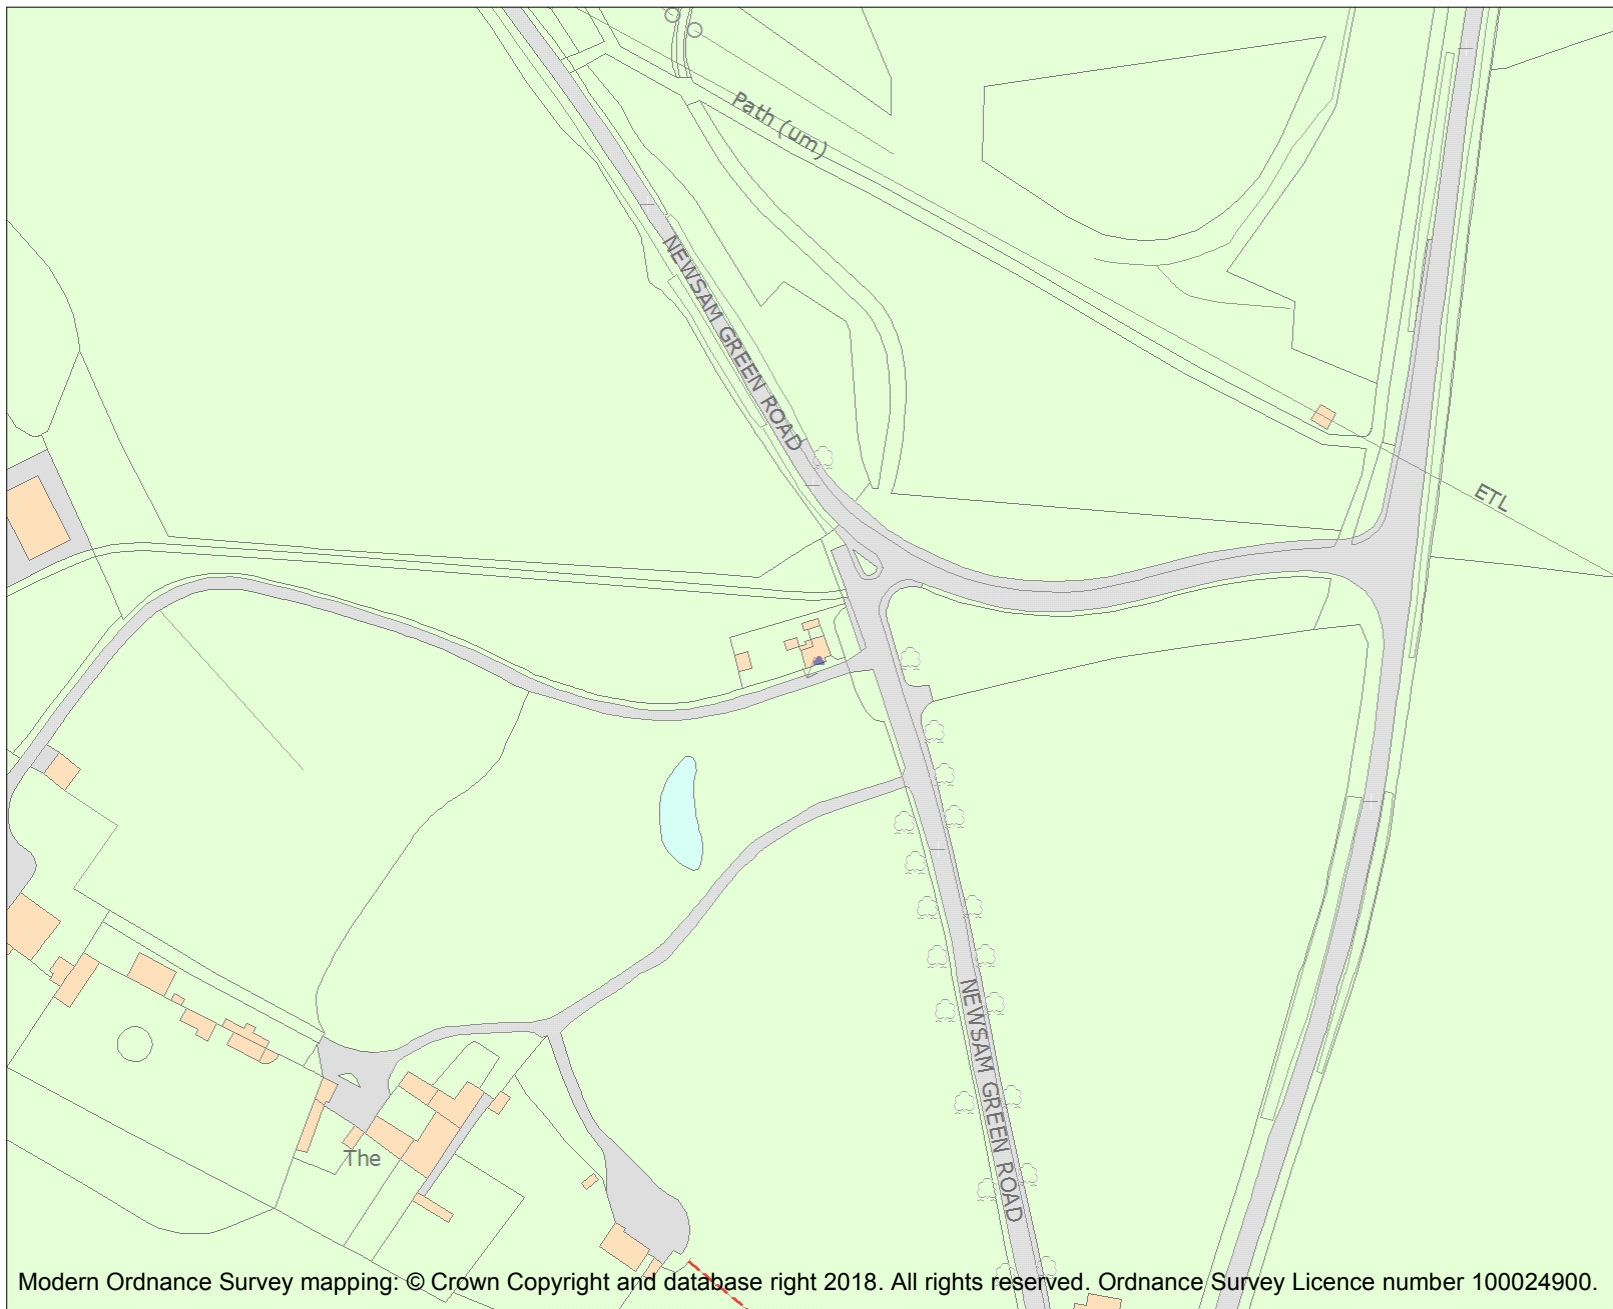 Path (um)
NEWSAM GREEN ROAD
ETL
NEWSAM GREEN ROAD
The
Modern Ordnance Survey mapping: © Crown Copyright and database right 2018. All rights reserved. Ordnance Survey Licence number 100024900.